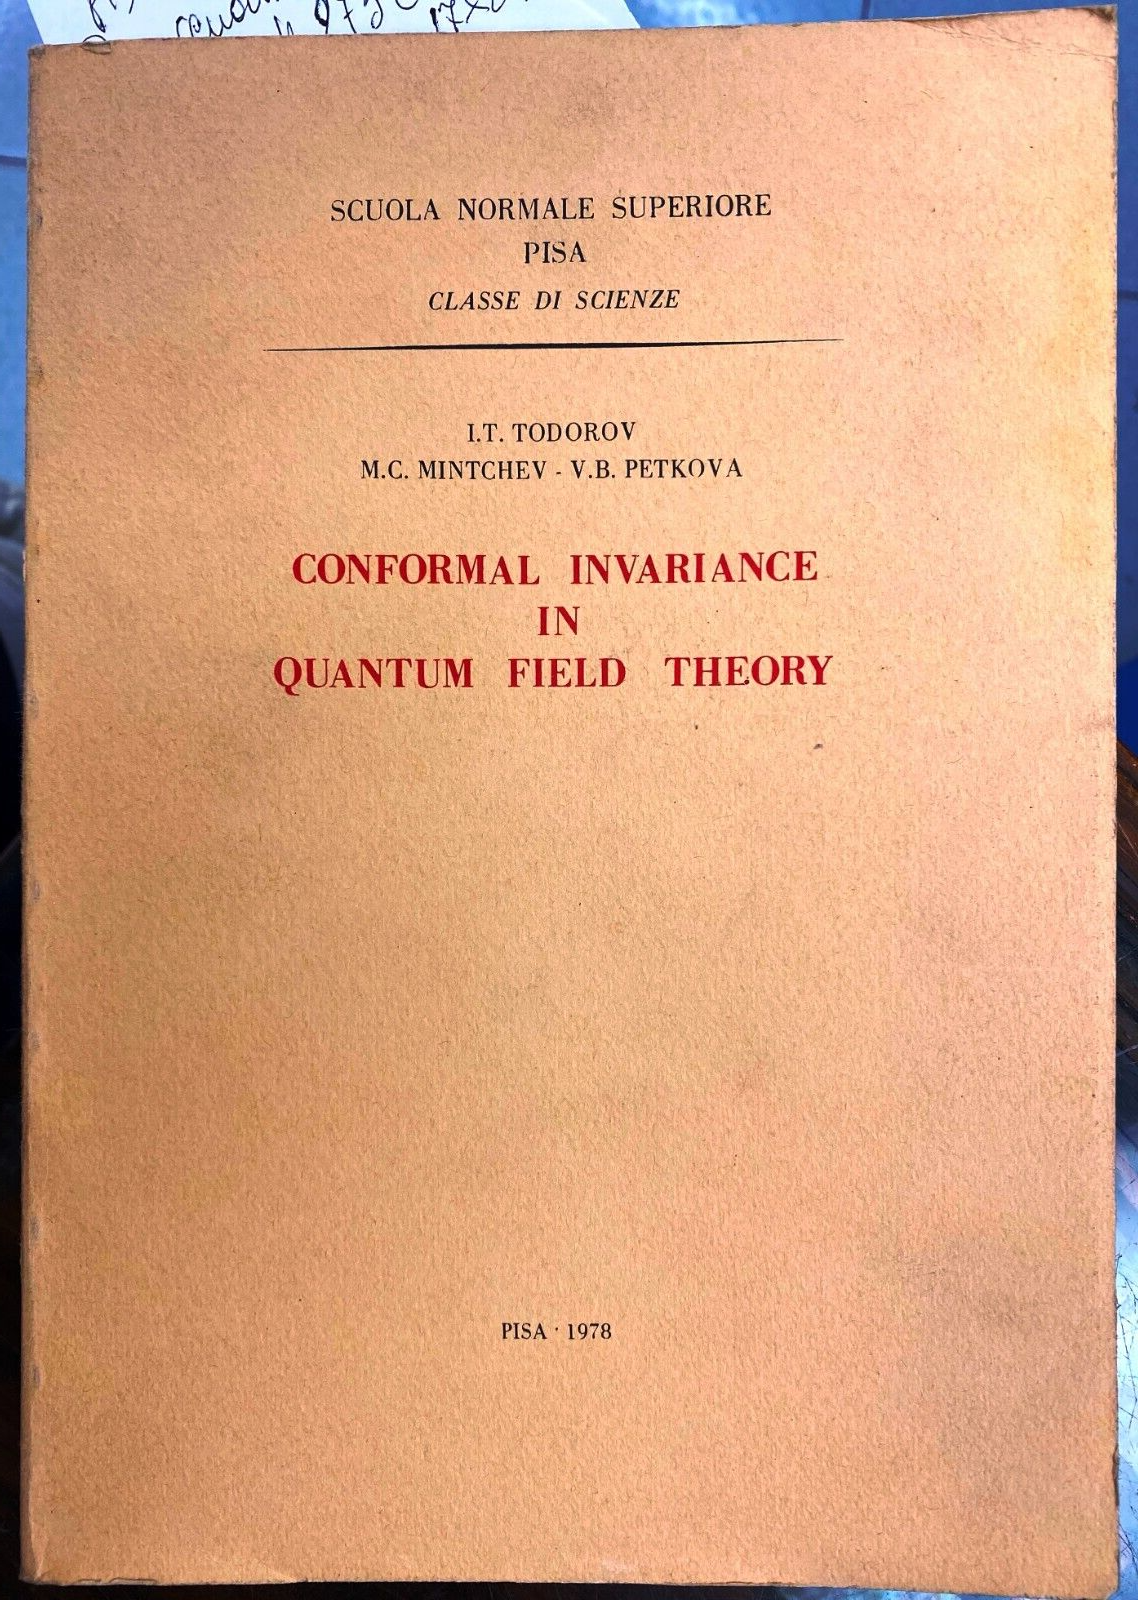 SCUOLA NORMALE SUPERIORE
PISA
CLASSE DI SCIENZE
I.T. TODOROV
M.C. MINTCHEV - V.B. PETKOVA
CONFORMAL INVARIANCE
IN
QUANTUM FIELD THEORY
PISA · 1978